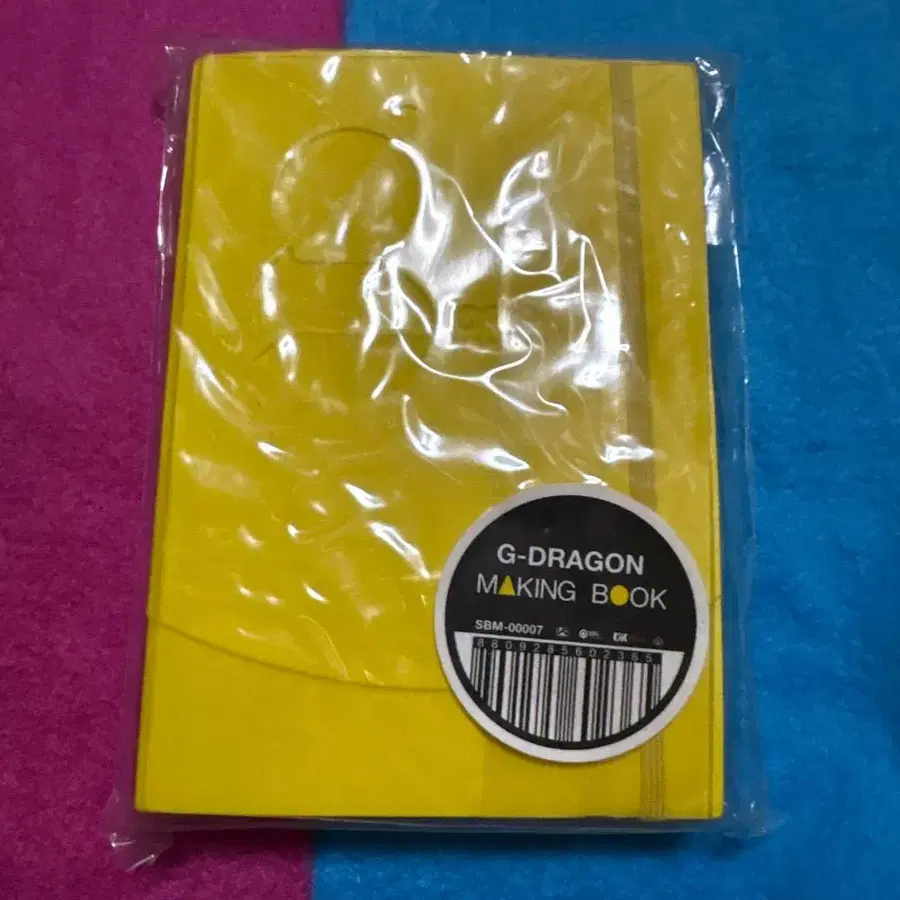 G-DRAGON
MAKING BOOK
SBM-00007
8809285602365